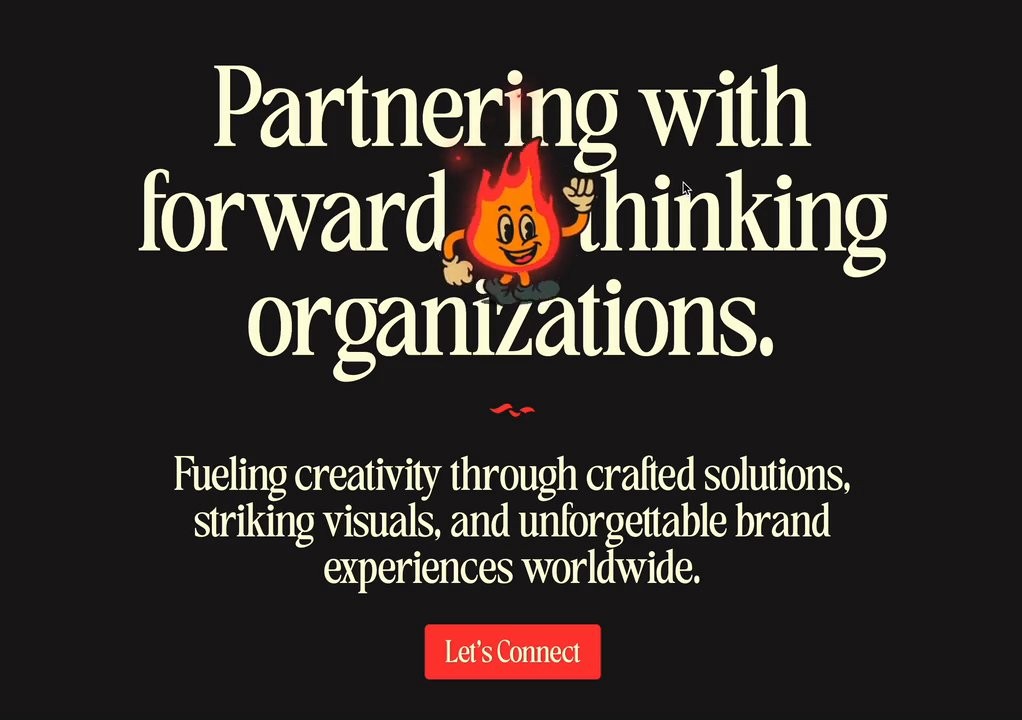 Partnering with
forward thinking
organizations.
Fueling creativity through crafted solutions,
striking visuals, and unforgettable brand
experiences worldwide.
Let's Connect